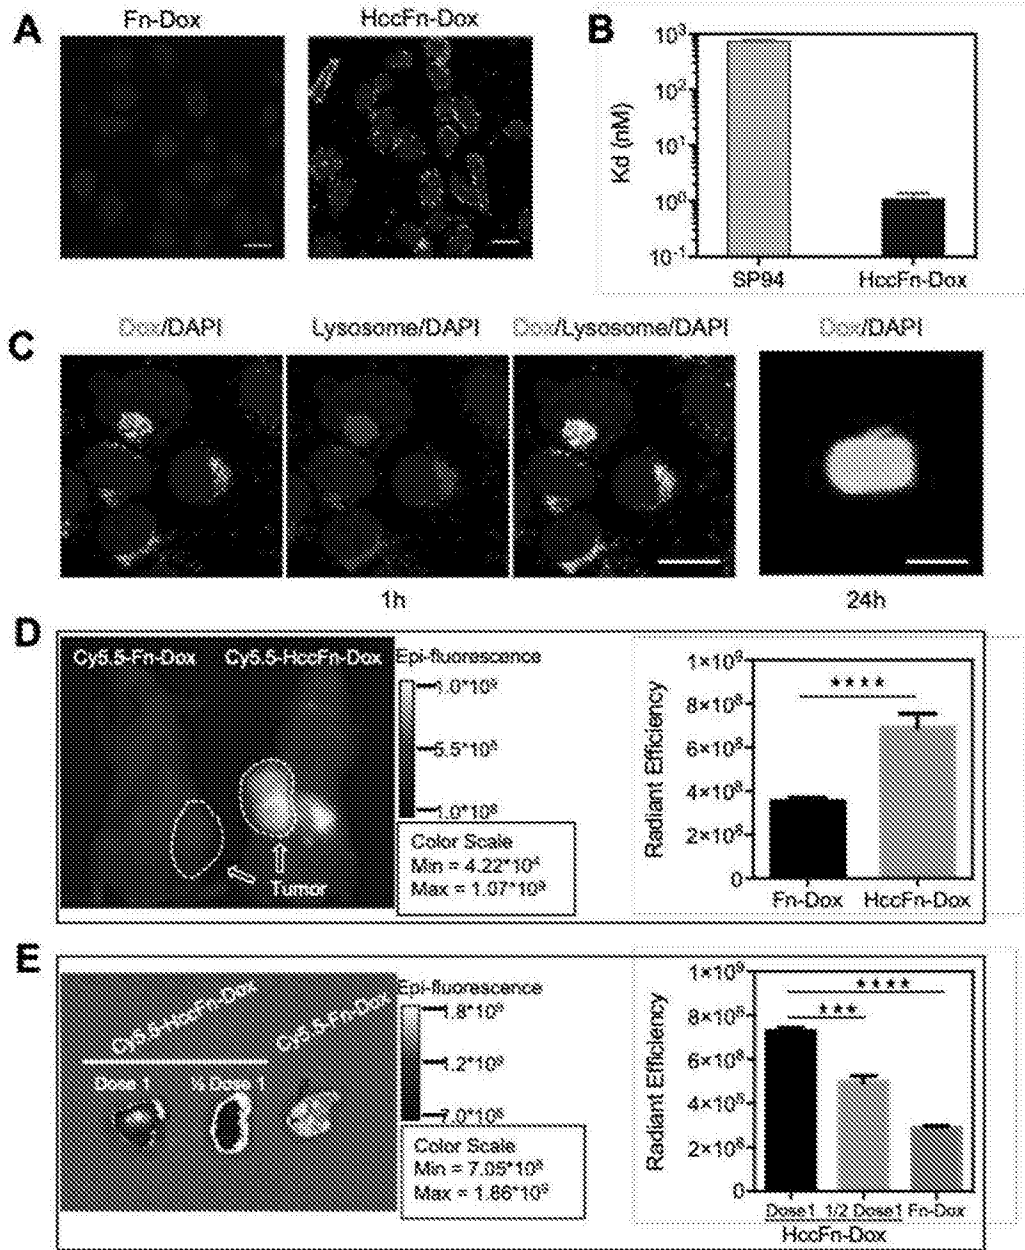 A
Fn-Dox
HccFn-Dox
B
Kd (nM)
10³
10²
10¹
10⁰
10⁻¹
SP94
HccFn-Dox
C
Dox/DAPI
Lysosome/DAPI
Dox/Lysosome/DAPI
Dox/DAPI
1h
24h
D
Cy5.5-Fn-Dox
Cy5.5-HccFn-Dox
Tumor
Epi-fluorescence
1.0*10⁹
5.5*10⁸
1.0*10⁸
Color Scale
Min = 4.22*10⁴
Max = 1.07*10⁹
Radiant Efficiency
1×10⁹
8×10⁸
6×10⁸
4×10⁸
2×10⁸
0
****
Fn-Dox
HccFn-Dox
E
Cy5.5-HccFn-Dox
Cy5.5-Fn-Dox
Dose 1
½ Dose 1
Epi-fluorescence
1.8*10⁹
1.2*10⁹
7.0*10⁸
Color Scale
Min = 7.05*10⁸
Max = 1.86*10⁹
Radiant Efficiency
1×10⁹
8×10⁸
6×10⁸
4×10⁸
2×10⁸
0
****
***
Dose1 1/2 Dose1 Fn-Dox
HccFn-Dox